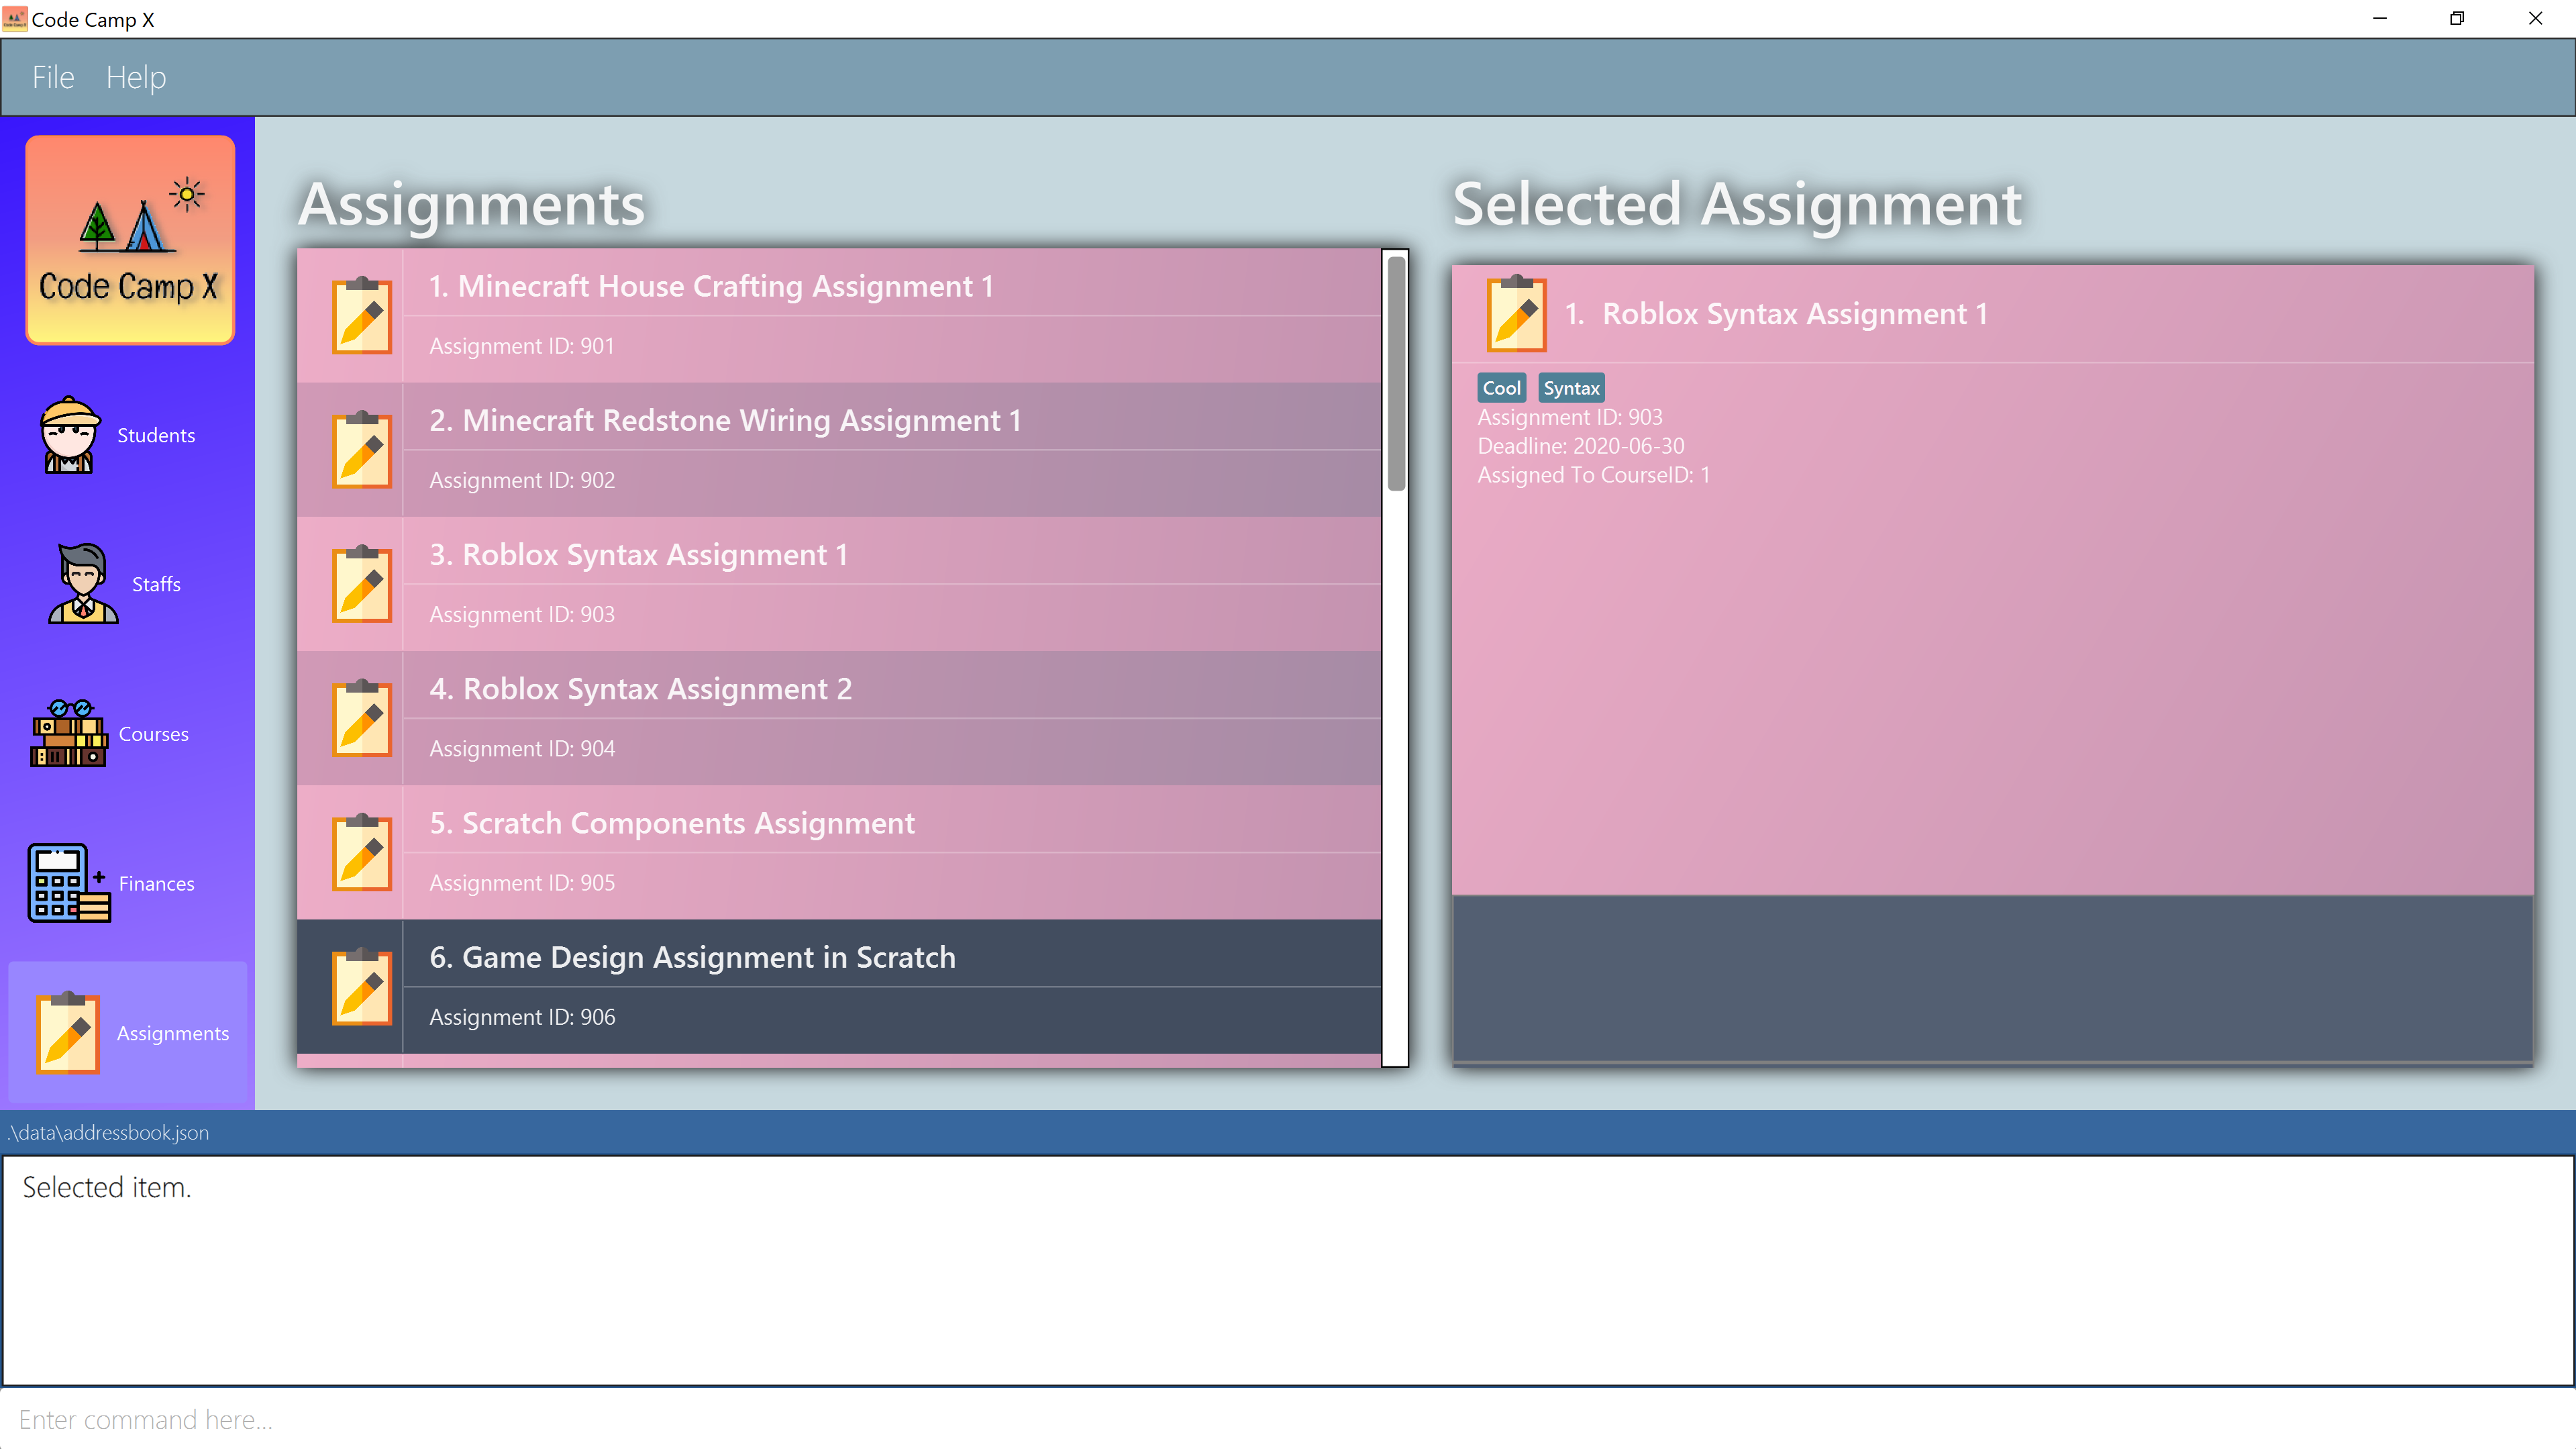 Code Camp X
File Help
Code Camp X
Students
Staffs
Courses
Finances
Assignments
Assignments
1. Minecraft House Crafting Assignment 1
Assignment ID: 901
2. Minecraft Redstone Wiring Assignment 1
Assignment ID: 902
3. Roblox Syntax Assignment 1
Assignment ID: 903
4. Roblox Syntax Assignment 2
Assignment ID: 904
5. Scratch Components Assignment
Assignment ID: 905
6. Game Design Assignment in Scratch
Assignment ID: 906
Selected Assignment
1. Roblox Syntax Assignment 1
Cool Syntax
Assignment ID: 903
Deadline: 2020-06-30
Assigned To CourseID: 1
.\data\addressbook.json
Selected item.
Enter command here...